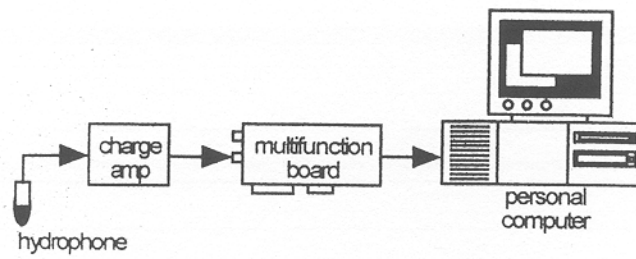 charge
amp
multifunction
board
personal
computer
hydrophone